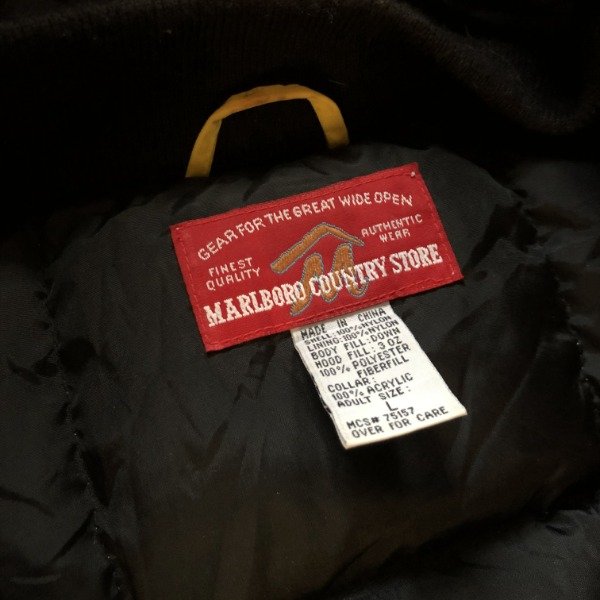 GEAR FOR THE GREAT WIDE OPEN
FINEST
QUALITY
AUTHENTIC
WEAR
MARLBORO COUNTRY STORE
MADE IN CHINA
SHELL: 100% NYLON
LINING: 100% NYLON
BODY FILL: DOWN
HOOD FILL: 3 OZ
100% POLYESTER
FIBERFILL
COLLAR:
100% ACRYLIC
ADULT SIZE:
L
MCS# 75157
OVER FOR CARE